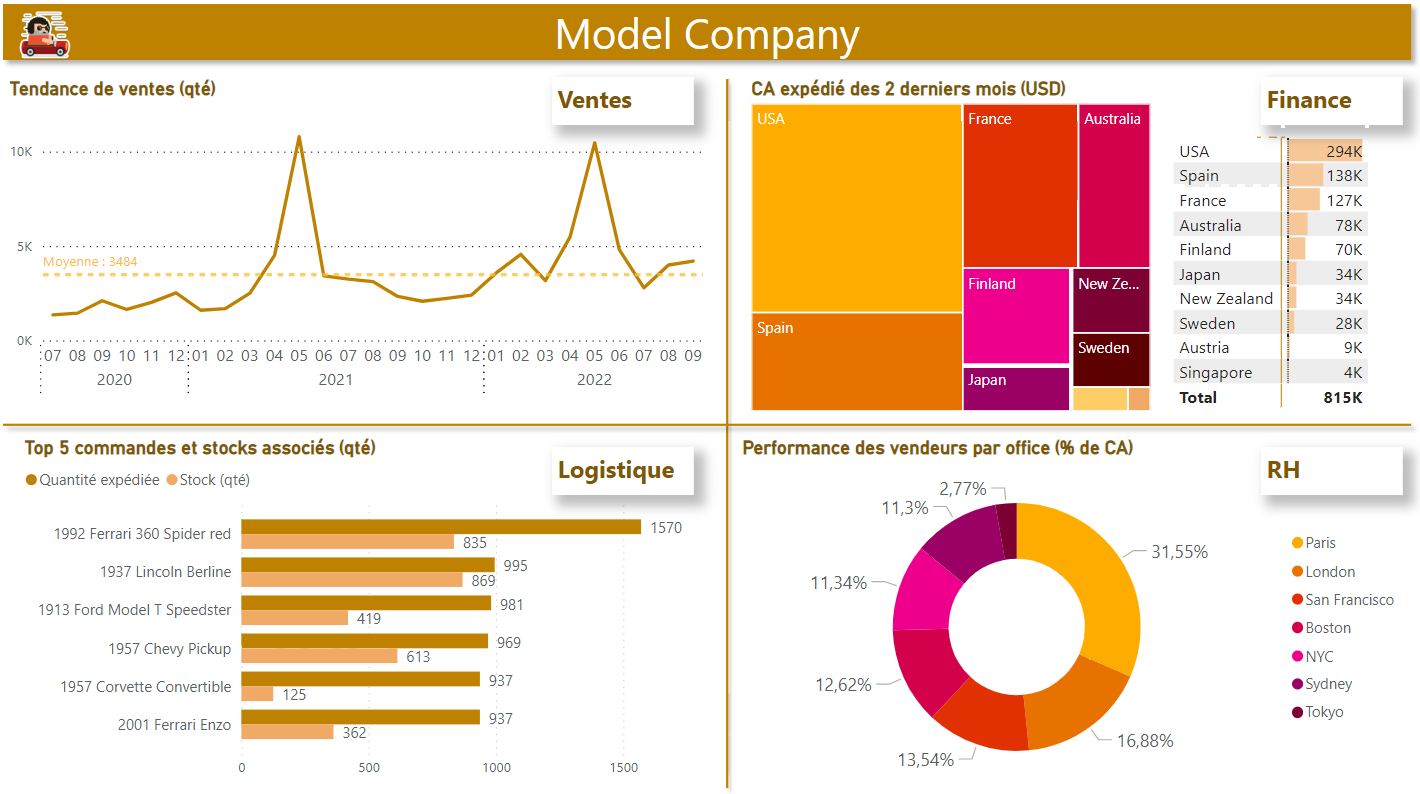 Model Company
Tendance de ventes (qté)
Ventes
10K
5K
Moyenne : 3484
0K
07 08 09 10 11 12 01 02 03 04 05 06 07 08 09 10 11 12 01 02 03 04 05 06 07 08 09
2020 2021 2022
CA expédié des 2 derniers mois (USD)
Finance
USA
France
Australia
Spain
Finland
New Ze...
Sweden
Japan
USA 294K
Spain 138K
France 127K
Australia 78K
Finland 70K
Japan 34K
New Zealand 34K
Sweden 28K
Austria 9K
Singapore 4K
Total 815K
Top 5 commandes et stocks associés (qté)
Logistique
Quantité expédiée Stock (qté)
1992 Ferrari 360 Spider red 1570
835
1937 Lincoln Berline 995
869
1913 Ford Model T Speedster 981
419
1957 Chevy Pickup 969
613
1957 Corvette Convertible 937
125
2001 Ferrari Enzo 937
362
0 500 1000 1500
Performance des vendeurs par office (% de CA)
RH
2,77%
11,3%
31,55%
11,34%
12,62%
16,88%
13,54%
Paris
London
San Francisco
Boston
NYC
Sydney
Tokyo